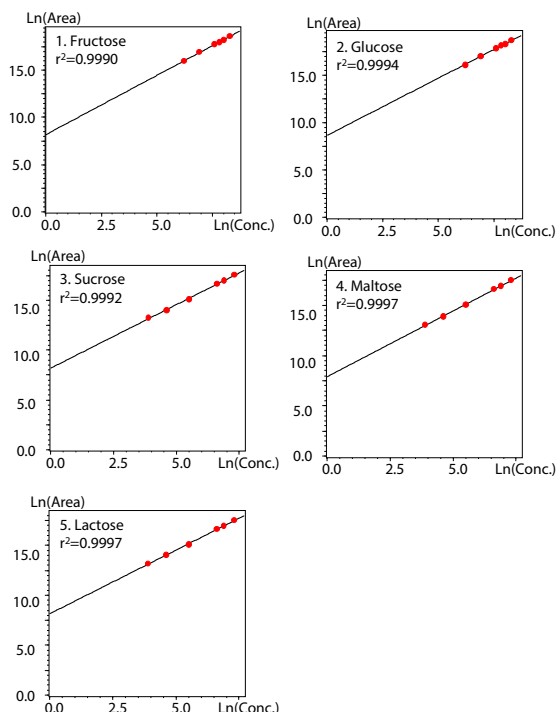 Ln(Area)
1. Fructose
r²=0.9990
15.0
10.0
5.0
0.0
0.0 5.0 Ln(Conc.)
Ln(Area)
2. Glucose
r²=0.9994
15.0
10.0
5.0
0.0
0.0 5.0 Ln(Conc.)
Ln(Area)
3. Sucrose
r²=0.9992
15.0
10.0
5.0
0.0
0.0 2.5 5.0 Ln(Conc.)
Ln(Area)
4. Maltose
r²=0.9997
15.0
10.0
5.0
0.0
0.0 2.5 5.0 Ln(Conc.)
Ln(Area)
5. Lactose
r²=0.9997
15.0
10.0
5.0
0.0
0.0 2.5 5.0 Ln(Conc.)